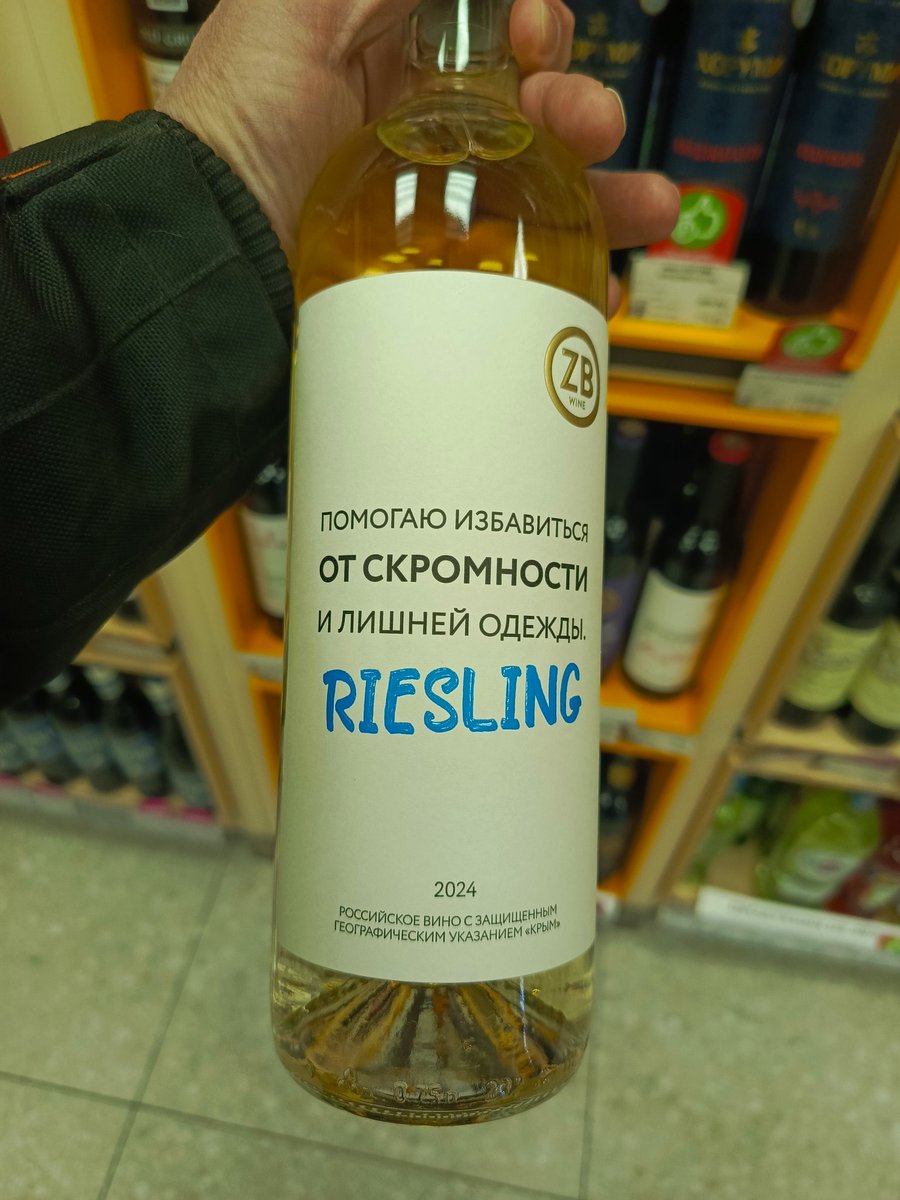 ZB
WINE
ПОМОГАЮ ИЗБАВИТЬСЯ
ОТ СКРОМНОСТИ
И ЛИШНЕЙ ОДЕЖДЫ.
RIESLING
2024
РОССИЙСКОЕ ВИНО С ЗАЩИЩЕННЫМ
ГЕОГРАФИЧЕСКИМ УКАЗАНИЕМ «КРЫМ»